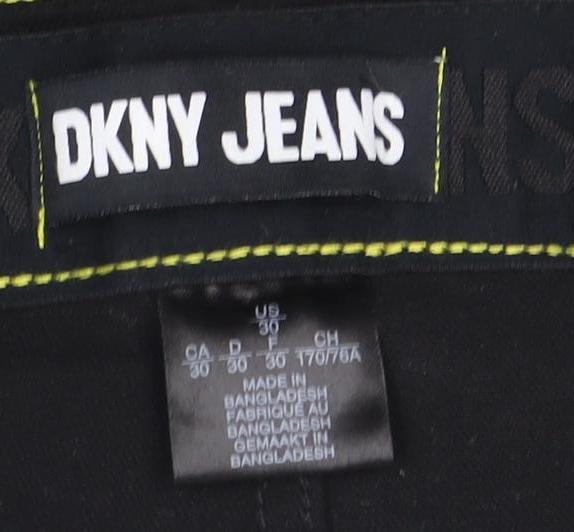 DKNY JEANS
NS
US
30
CA D F CH
30 30 30 170/76A
MADE IN
BANGLADESH
FABRIQUÉ AU
BANGLADESH
GEMAAKT IN
BANGLADESH